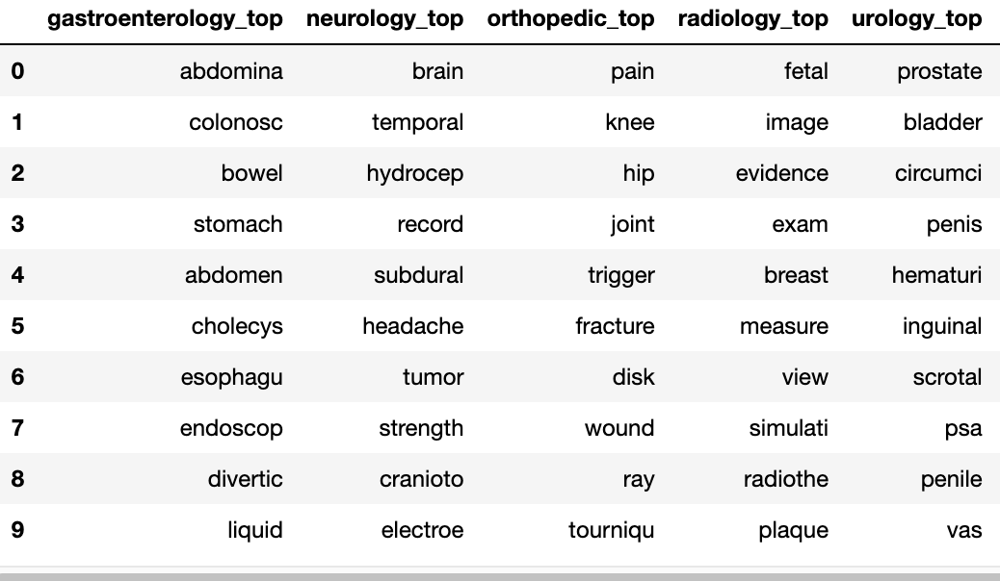 gastroenterology_top neurology_top orthopedic_top radiology_top urology_top
0 abdomina brain pain fetal prostate
1 colonosc temporal knee image bladder
2 bowel hydrocep hip evidence circumci
3 stomach record joint exam penis
4 abdomen subdural trigger breast hematuri
5 cholecys headache fracture measure inguinal
6 esophagu tumor disk view scrotal
7 endoscop strength wound simulati psa
8 divertic cranioto ray radiothe penile
9 liquid electroe tourniqu plaque vas